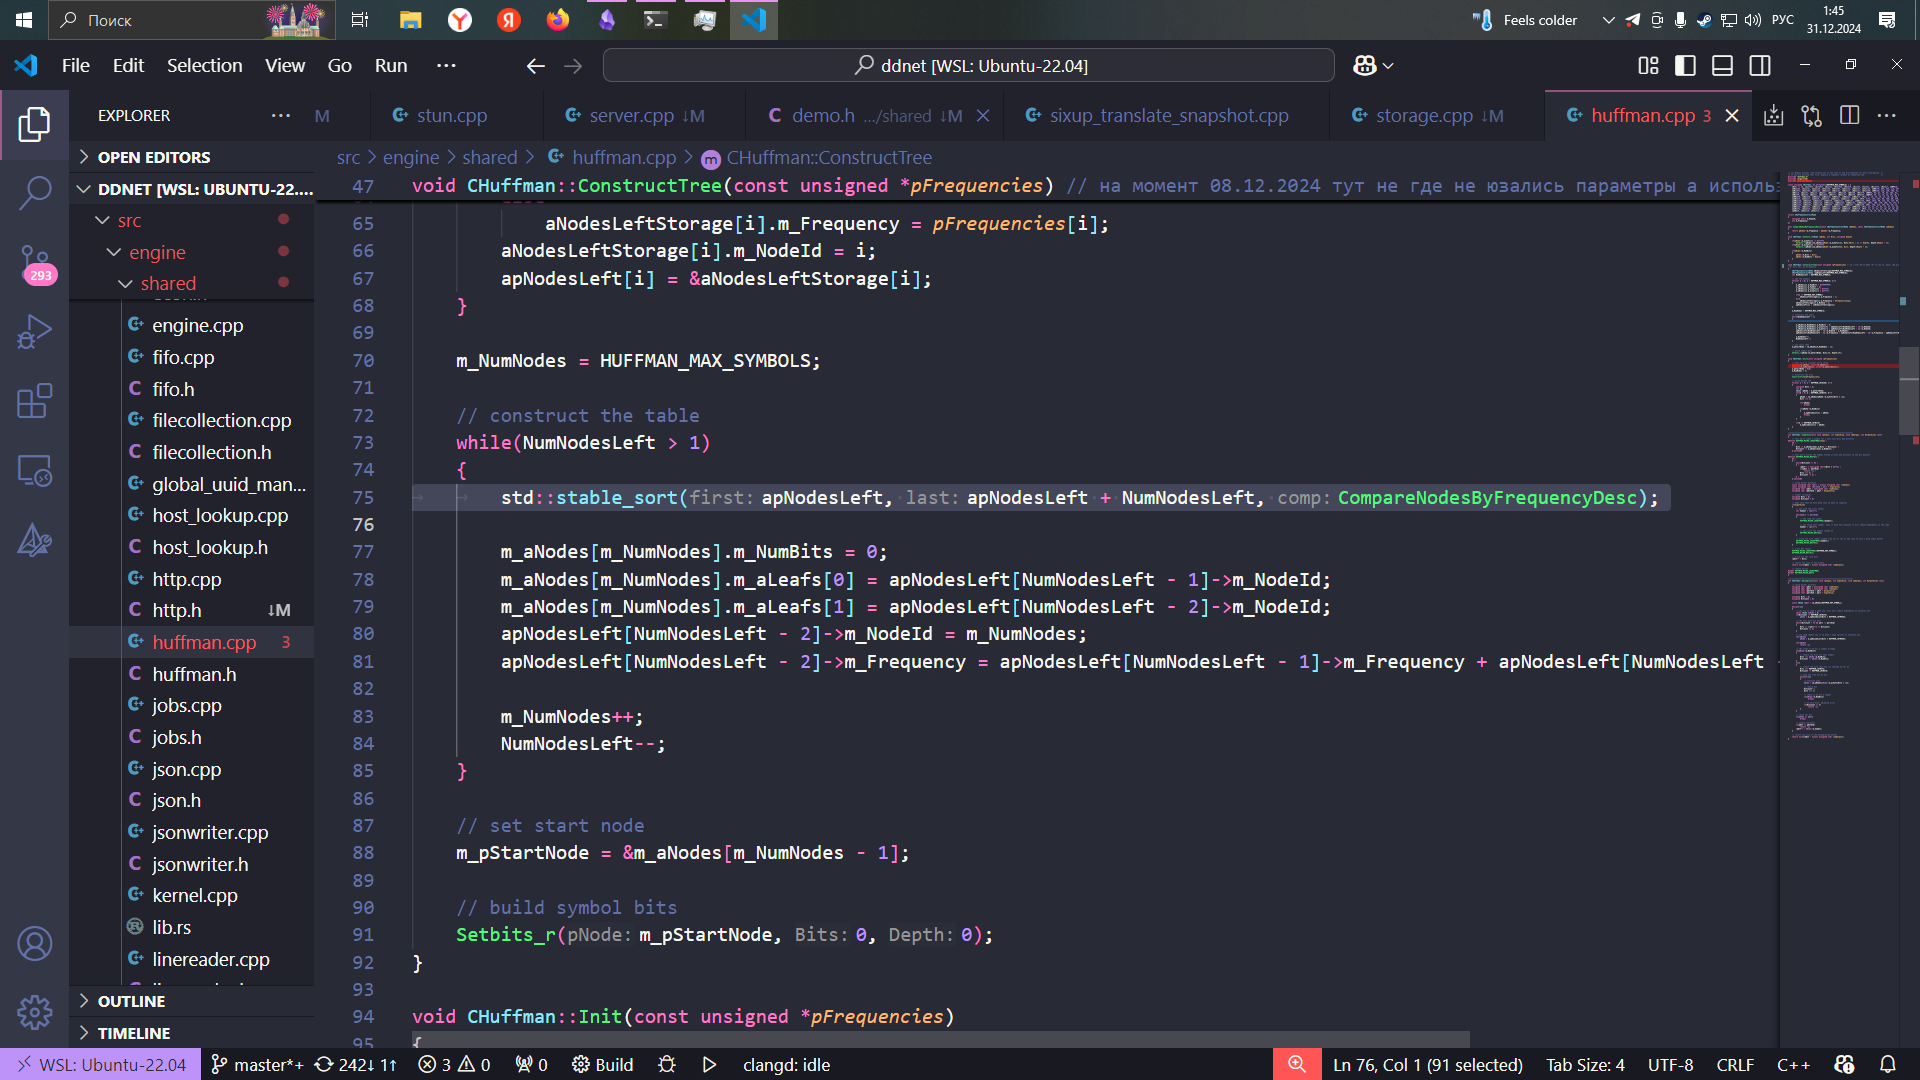 Поиск
Feels colder
РУС
1:45
31.12.2024
File Edit Selection View Go Run ···
ddnet [WSL: Ubuntu-22.04]
EXPLORER ···
M
stun.cpp
server.cpp ↓M
demo.h .../shared ↓M
sixup_translate_snapshot.cpp
storage.cpp ↓M
huffman.cpp 3
OPEN EDITORS
DDNET [WSL: UBUNTU-22....
src
engine
shared
engine.cpp
fifo.cpp
fifo.h
filecollection.cpp
filecollection.h
global_uuid_man...
host_lookup.cpp
host_lookup.h
http.cpp
http.h ↓M
huffman.cpp 3
huffman.h
jobs.cpp
jobs.h
json.cpp
json.h
jsonwriter.cpp
jsonwriter.h
kernel.cpp
lib.rs
linereader.cpp
OUTLINE
TIMELINE
293
src > engine > shared > huffman.cpp > CHuffman::ConstructTree
47 void CHuffman::ConstructTree(const unsigned *pFrequencies) // на момент 08.12.2024 тут не где не юзались параметры а исполь
65 aNodesLeftStorage[i].m_Frequency = pFrequencies[i];
66 aNodesLeftStorage[i].m_NodeId = i;
67 apNodesLeft[i] = &aNodesLeftStorage[i];
68 }
69
70 m_NumNodes = HUFFMAN_MAX_SYMBOLS;
71
72 // construct the table
73 while(NumNodesLeft > 1)
74 {
75 std::stable_sort(first: apNodesLeft, last: apNodesLeft + NumNodesLeft, comp: CompareNodesByFrequencyDesc);
76
77 m_aNodes[m_NumNodes].m_NumBits = 0;
78 m_aNodes[m_NumNodes].m_aLeafs[0] = apNodesLeft[NumNodesLeft - 1]->m_NodeId;
79 m_aNodes[m_NumNodes].m_aLeafs[1] = apNodesLeft[NumNodesLeft - 2]->m_NodeId;
80 apNodesLeft[NumNodesLeft - 2]->m_NodeId = m_NumNodes;
81 apNodesLeft[NumNodesLeft - 2]->m_Frequency = apNodesLeft[NumNodesLeft - 1]->m_Frequency + apNodesLeft[NumNodesLeft -
82
83 m_NumNodes++;
84 NumNodesLeft--;
85 }
86
87 // set start node
88 m_pStartNode = &m_aNodes[m_NumNodes - 1];
89
90 // build symbol bits
91 Setbits_r(pNode: m_pStartNode, Bits: 0, Depth: 0);
92 }
93
94 void CHuffman::Init(const unsigned *pFrequencies)
95 {
WSL: Ubuntu-22.04 master*+ 242↓ 1↑ 3 0 0 Build clangd: idle Ln 76, Col 1 (91 selected) Tab Size: 4 UTF-8 CRLF C++